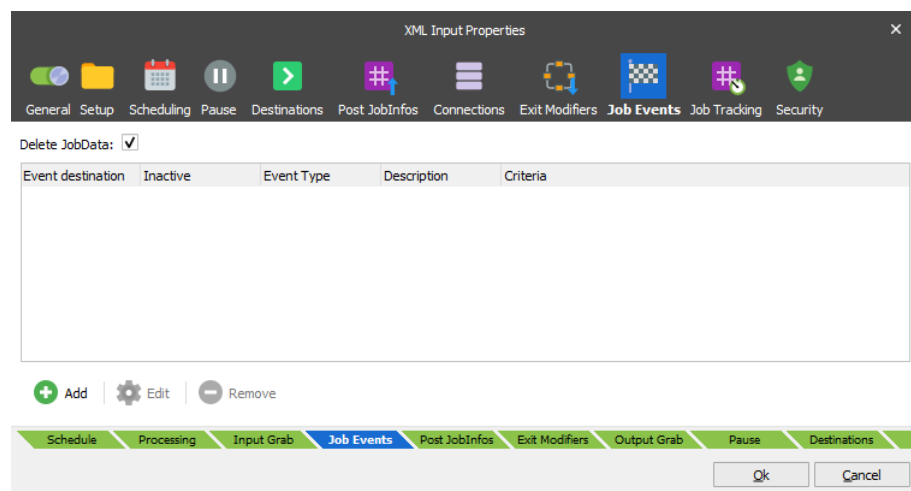 XML Input Properties
General Setup Scheduling Pause Destinations Post JobInfos Connections Exit Modifiers Job Events Job Tracking Security
Delete JobData:
Event destination Inactive Event Type Description Criteria
Add Edit Remove
Schedule Processing Input Grab Job Events Post JobInfos Exit Modifiers Output Grab Pause Destinations
Ok Cancel